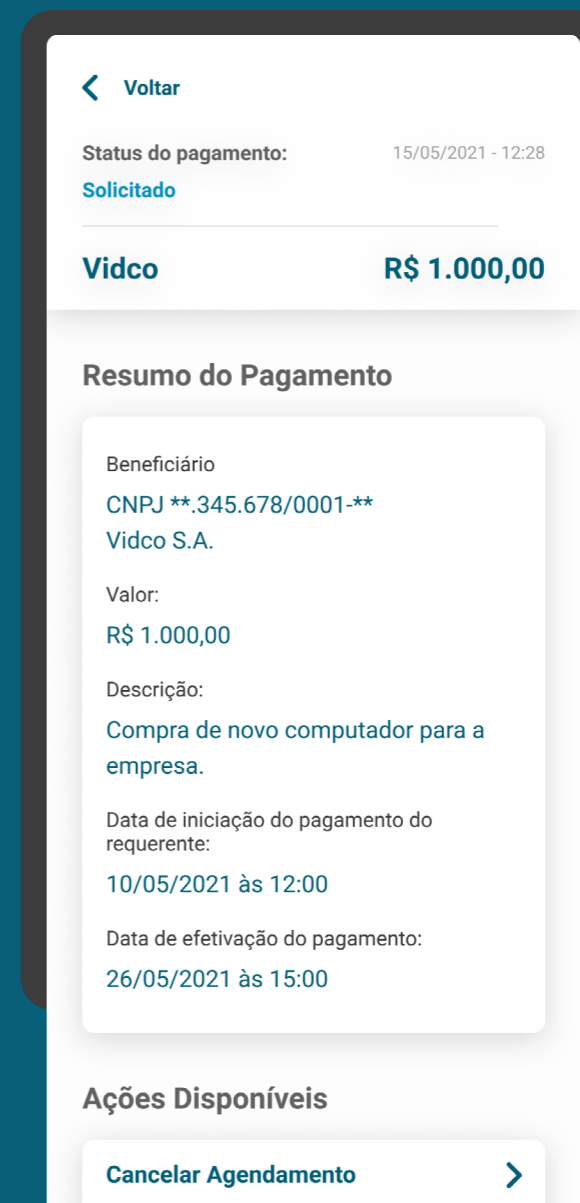 Voltar
Status do pagamento: 15/05/2021 - 12:28
Solicitado
Vidco R$ 1.000,00
Resumo do Pagamento
Beneficiário
CNPJ **.345.678/0001-**
Vidco S.A.
Valor:
R$ 1.000,00
Descrição:
Compra de novo computador para a
empresa.
Data de iniciação do pagamento do
requerente:
10/05/2021 às 12:00
Data de efetivação do pagamento:
26/05/2021 às 15:00
Ações Disponíveis
Cancelar Agendamento